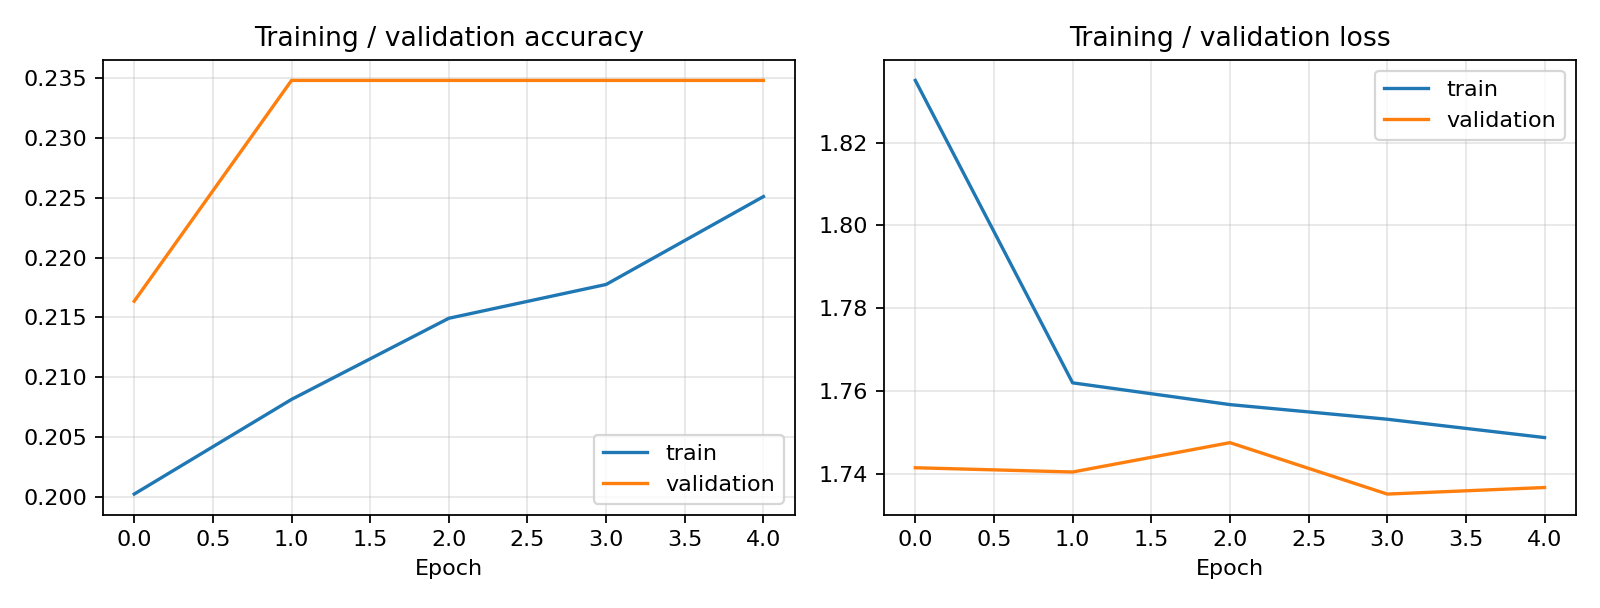 Training / validation accuracy
0.235
0.230
0.225
0.220
0.215
0.210
0.205
0.200
train
validation
0.0 0.5 1.0 1.5 2.0 2.5 3.0 3.5 4.0
Epoch
Training / validation loss
train
validation
1.82
1.80
1.78
1.76
1.74
0.0 0.5 1.0 1.5 2.0 2.5 3.0 3.5 4.0
Epoch